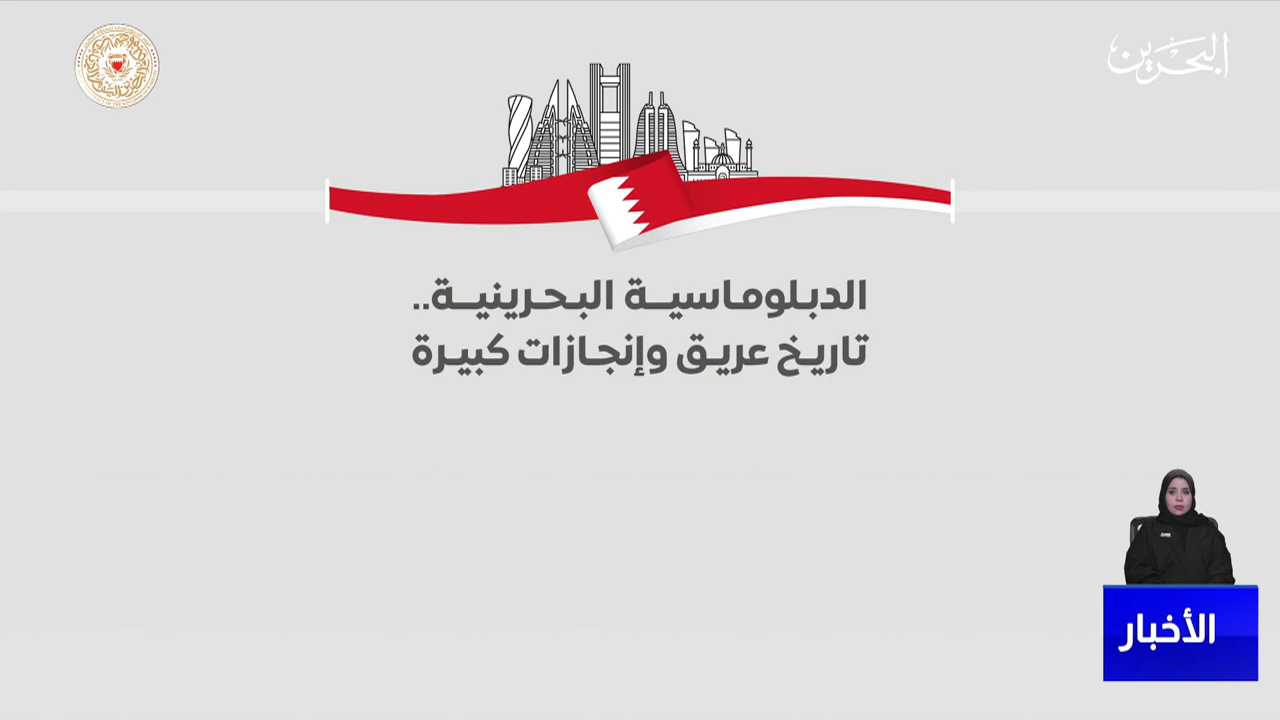 البحرين
الدبلوماسية البحرينية..
تاريخ عريق وإنجازات كبيرة
الأخبار